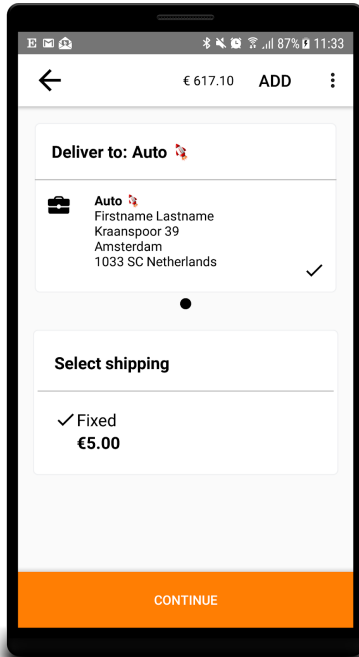 E 87% 11:33
€ 617.10 ADD
Deliver to: Auto 🚀
Auto 🚀
Firstname Lastname
Kraanspoor 39
Amsterdam
1033 SC Netherlands
Select shipping
Fixed
€5.00
CONTINUE